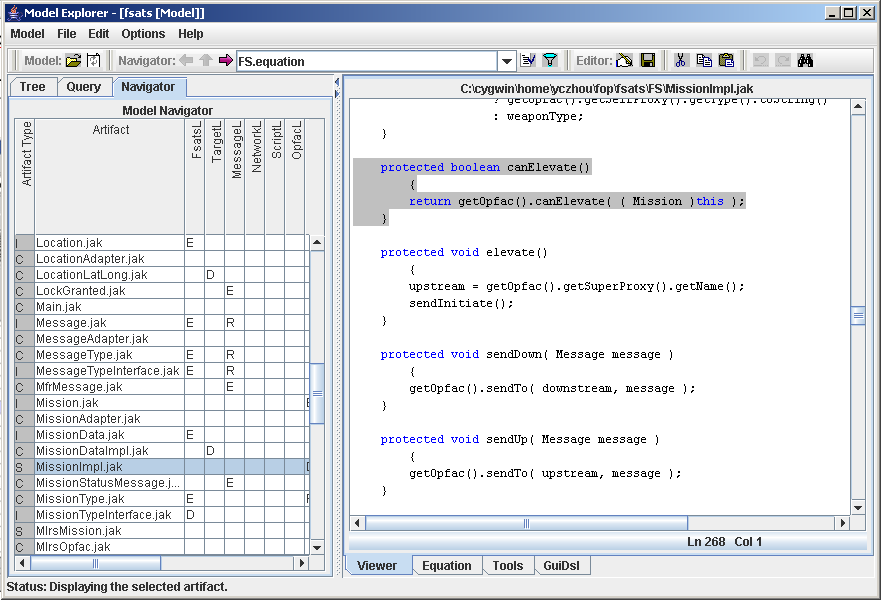 Model Explorer - [fsats [Model]]
Model File Edit Options Help
Model: Navigator: FS.equation Editor:
Tree Query Navigator
Model Navigator
Artifact Type Artifact FsatsL TargetL MessageL NetworkL ScriptL OpfacL
I Location.jak E
C LocationAdapter.jak
C LocationLatLong.jak D
C LockGranted.jak E
C Main.jak
I Message.jak E R
C MessageAdapter.jak
C MessageType.jak E R
I MessageTypeInterface.jak E R
C MfrMessage.jak E
I Mission.jak
C MissionAdapter.jak
C MissionData.jak E
C MissionDataImpl.jak D
S MissionImpl.jak
C MissionStatusMessage.j... E
C MissionType.jak E
I MissionTypeInterface.jak D
S MlrsMission.jak
C MlrsOpfac.jak
C:\cygwin\home\yczhou\fop\fsats\FS\MissionImpl.jak
? getOpfac().getSelfProxy().getType().toString()
: weaponType;
}
protected boolean canElevate()
{
return getOpfac().canElevate( ( Mission )this );
}
protected void elevate()
{
upstream = getOpfac().getSuperProxy().getName();
sendInitiate();
}
protected void sendDown( Message message )
{
getOpfac().sendTo( downstream, message );
}
protected void sendUp( Message message )
{
getOpfac().sendTo( upstream, message );
}
Ln 268 Col 1
Viewer Equation Tools GuiDsl
Status: Displaying the selected artifact.